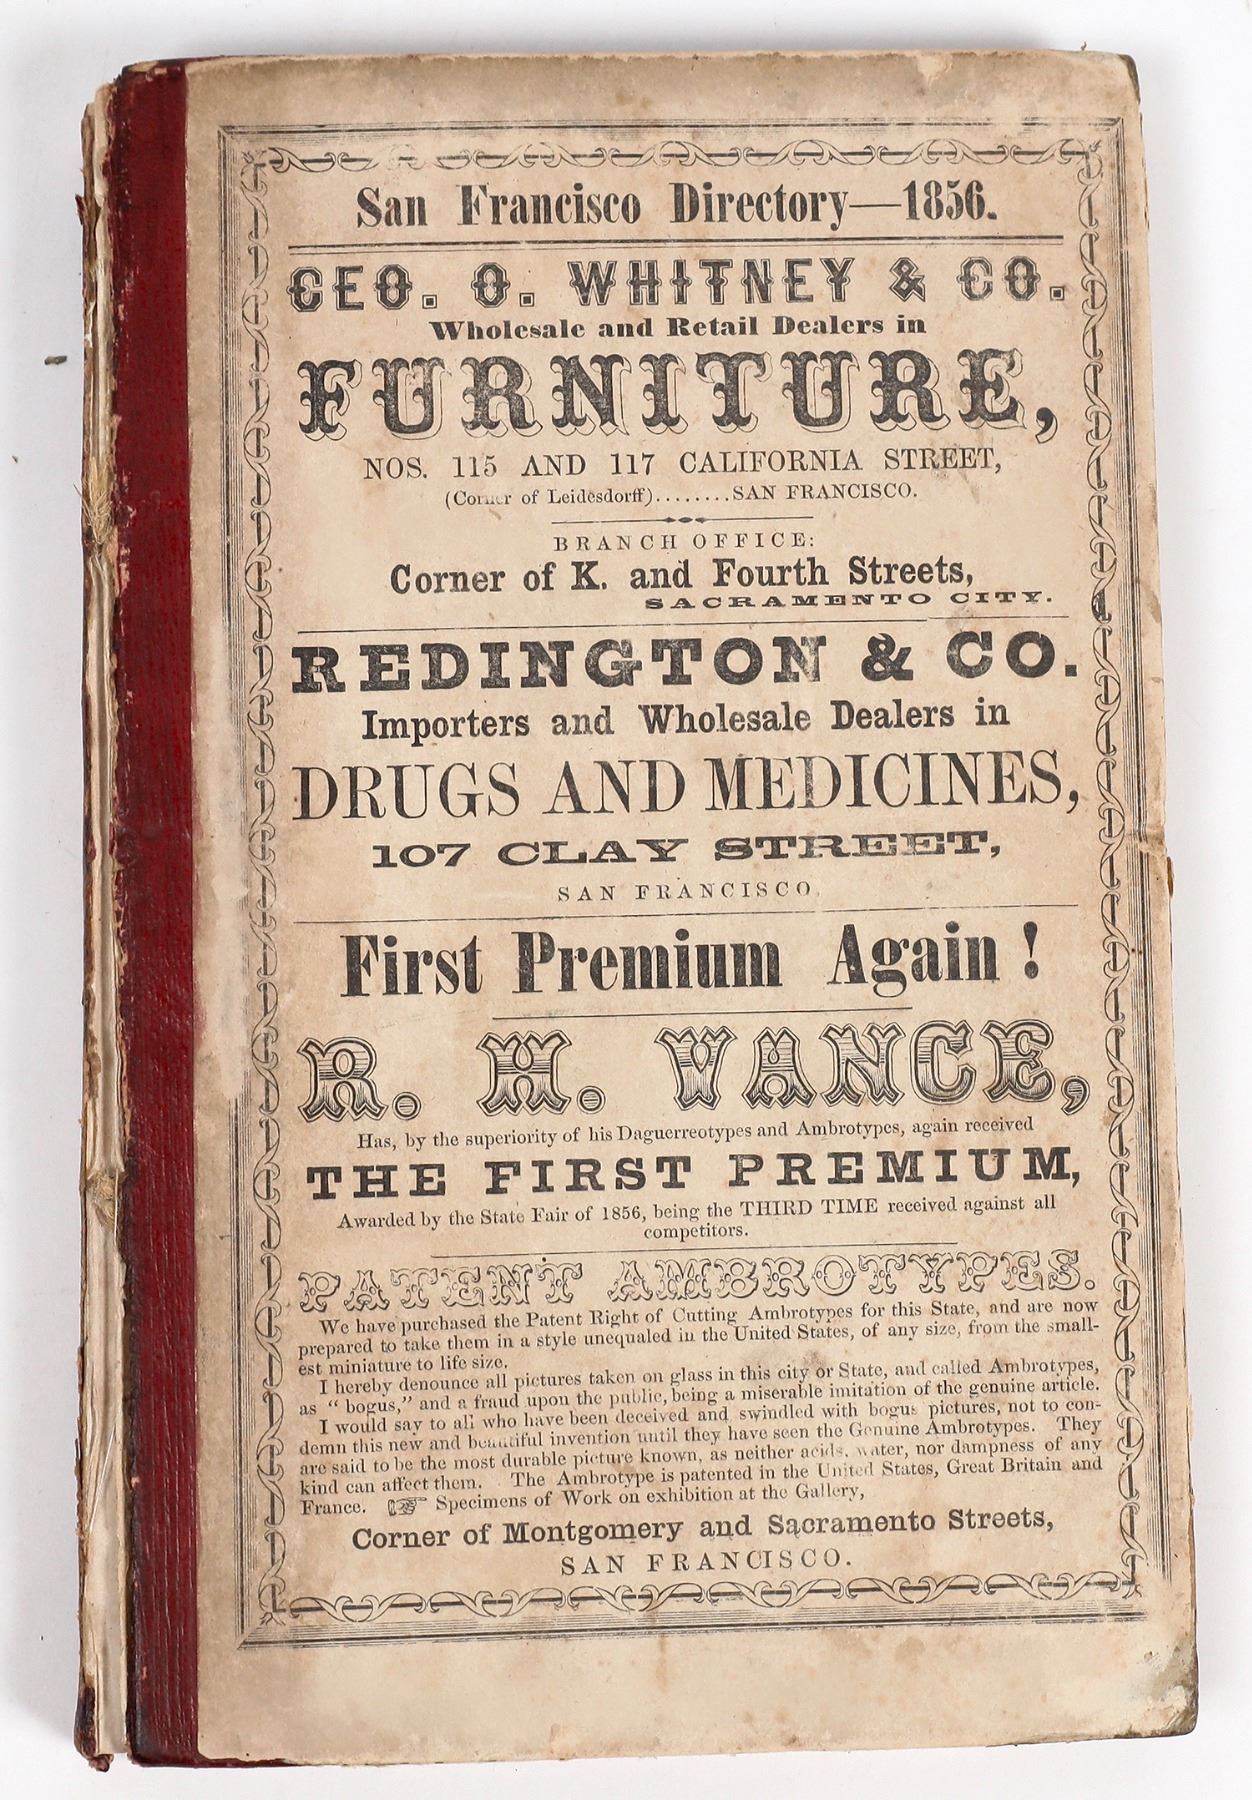 San Francisco Directory—1856.
GEO. O. WHITNEY & CO.
Wholesale and Retail Dealers in
FURNITURE,
NOS. 115 AND 117 CALIFORNIA STREET,
(Corner of Leidesdorff)........SAN FRANCISCO.
BRANCH OFFICE:
Corner of K. and Fourth Streets,
SACRAMENTO CITY.
REDINGTON & CO.
Importers and Wholesale Dealers in
DRUGS AND MEDICINES,
107 CLAY STREET,
SAN FRANCISCO.
First Premium Again!
R. H. VANCE,
Has, by the superiority of his Daguerreotypes and Ambrotypes, again received
THE FIRST PREMIUM,
Awarded by the State Fair of 1856, being the THIRD TIME received against all
competitors.
PATENT AMBROTYPES.
We have purchased the Patent Right of Cutting Ambrotypes for this State, and are now
prepared to take them in a style unequaled in the United States, of any size, from the small-
est miniature to life size.
I hereby denounce all pictures taken on glass in this city or State, and called Ambrotypes,
as "bogus," and a fraud upon the public, being a miserable imitation of the genuine article.
I would say to all who have been deceived and swindled with bogus pictures, not to con-
demn this new and beautiful invention until they have seen the Genuine Ambrotypes. They
are said to be the most durable picture known, as neither acids, water, nor dampness of any
kind can affect them. The Ambrotype is patented in the United States, Great Britain and
France. ☞ Specimens of Work on exhibition at the Gallery,
Corner of Montgomery and Sacramento Streets,
SAN FRANCISCO.